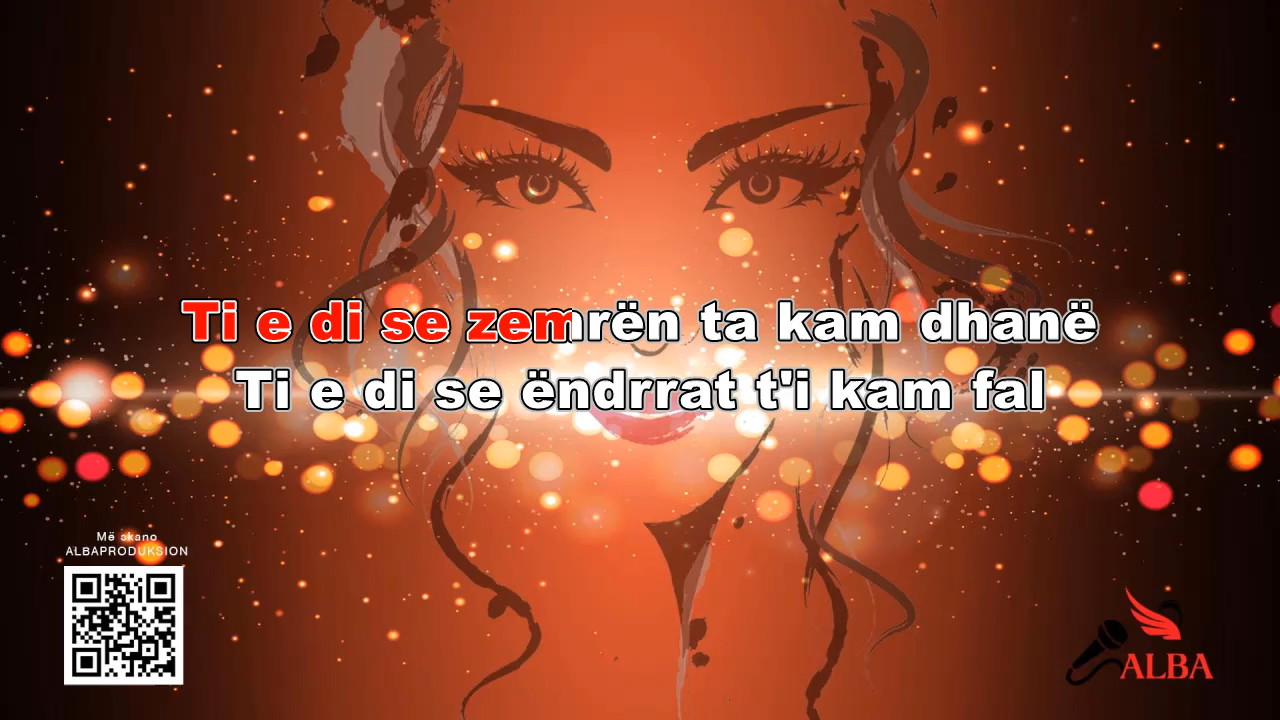 Ti e di se zemrën ta kam dhanë
Ti e di se ëndrrat t'i kam fal
Më skano
ALBAPRODUKSION
ALBA